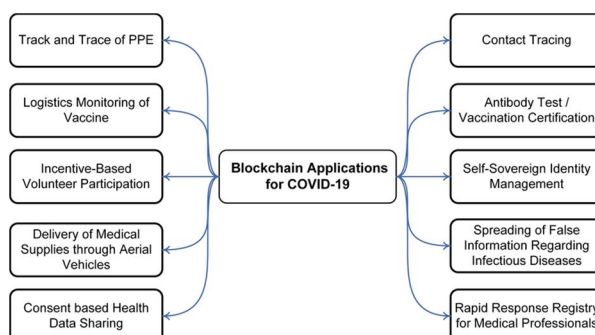 Track and Trace of PPE
Logistics Monitoring of
Vaccine
Incentive-Based
Volunteer Participation
Delivery of Medical
Supplies through Aerial
Vehicles
Consent based Health
Data Sharing
Blockchain Applications
for COVID-19
Contact Tracing
Antibody Test /
Vaccination Certification
Self-Sovereign Identity
Management
Spreading of False
Information Regarding
Infectious Diseases
Rapid Response Registry
for Medical Professionals